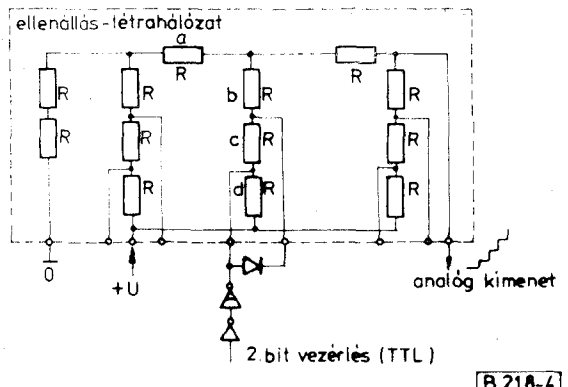 ellenállás-létrahálózat
a
R
R
R
R
b
R
R
R
R
c
R
R
R
d
R
R
0
+U
analóg kimenet
2.bit vezérlés (TTL)
B.218-4